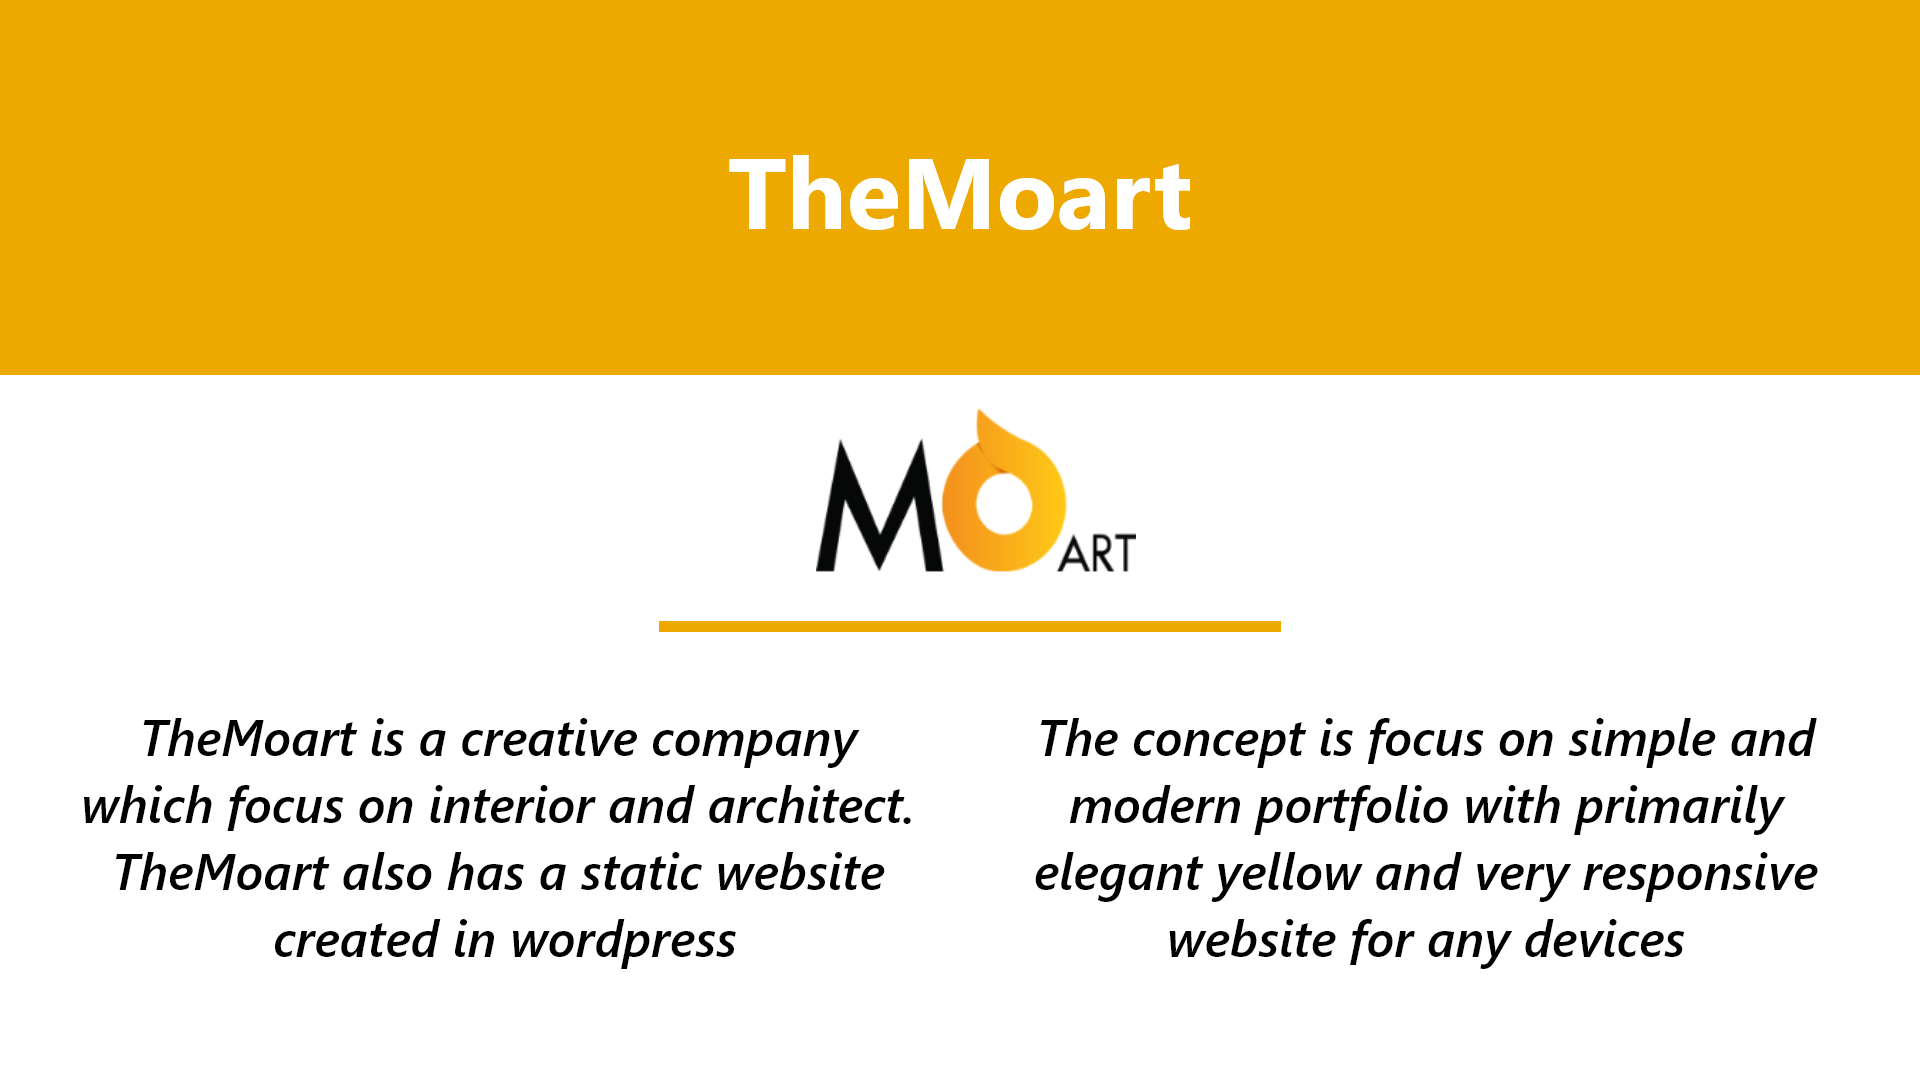 TheMoart
MO ART
TheMoart is a creative company
which focus on interior and architect.
TheMoart also has a static website
created in wordpress
The concept is focus on simple and
modern portfolio with primarily
elegant yellow and very responsive
website for any devices